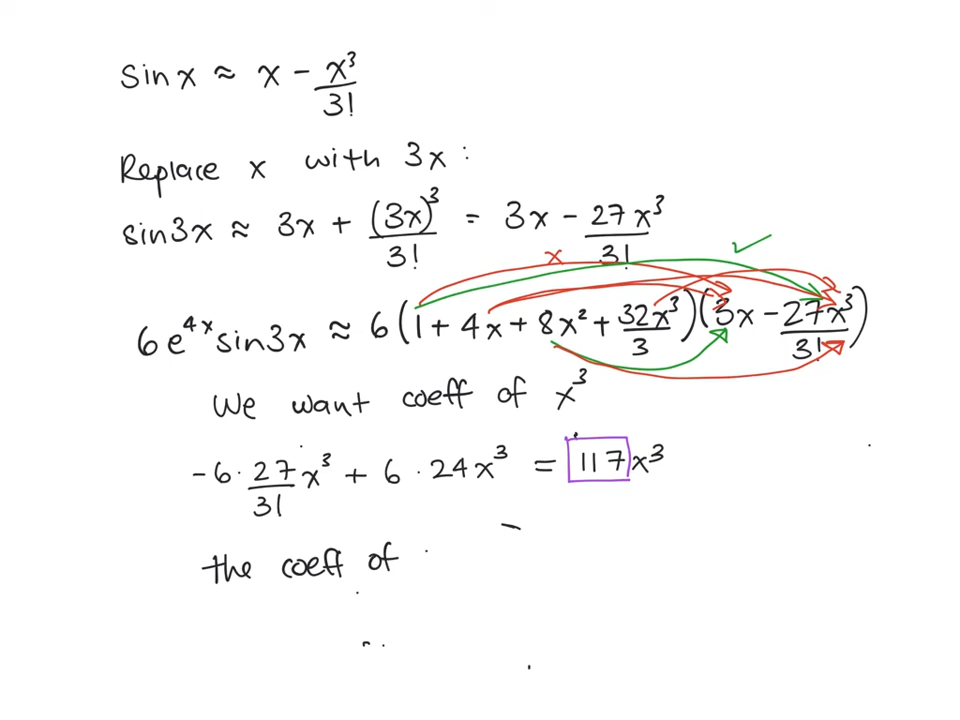 sin x ≈ x - x³/3!
Replace x with 3x :
sin3x ≈ 3x + (3x)³/3! = 3x - 27x³/3!
x ✓
6e⁴ˣ sin3x ≈ 6(1 + 4x + 8x² + 32x³/3)(3x - 27x³/3!)
We want coeff of x³
-6 · 27/3! x³ + 6 · 24x³ = 117x³
the coeff of